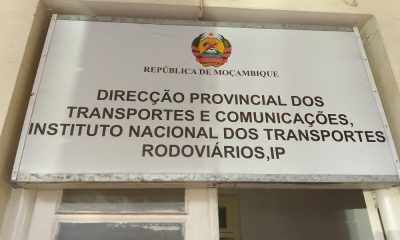 REPÚBLICA DE MOÇAMBIQUE
DIRECÇÃO PROVINCIAL DOS
TRANSPORTES E COMUNICAÇÕES,
INSTITUTO NACIONAL DOS TRANSPORTES
RODOVIÁRIOS,IP